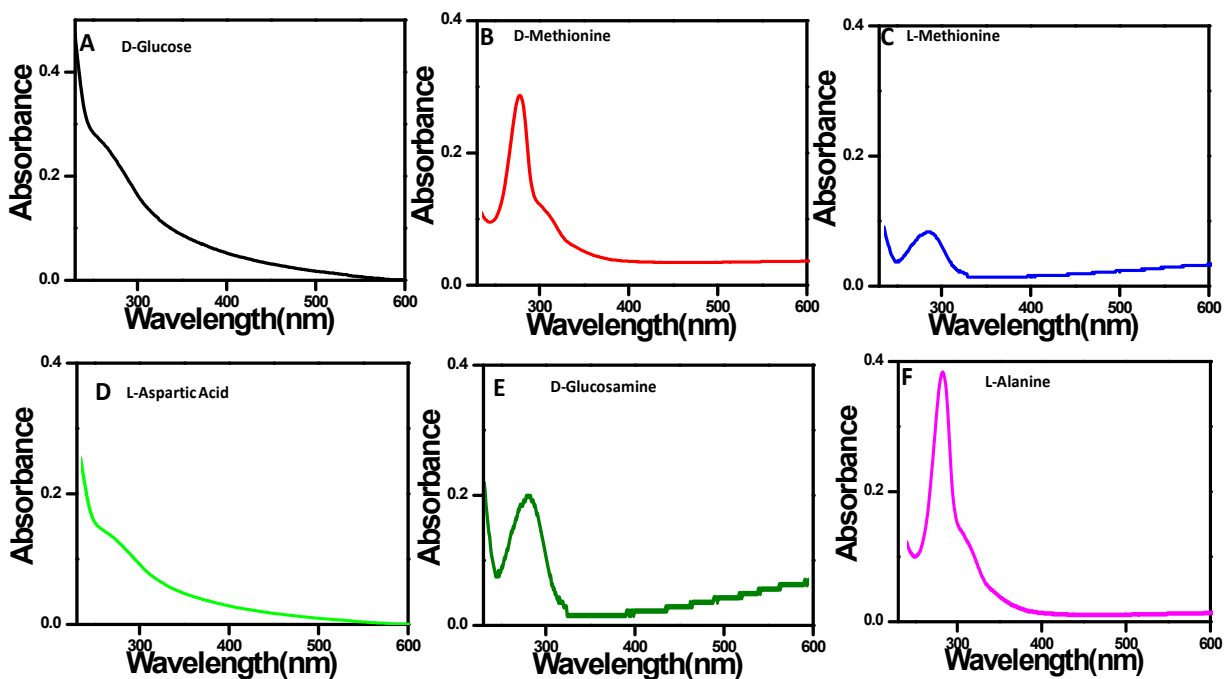 A D-Glucose
Absorbance
0.4
0.2
0.0
300 400 500 600
Wavelength(nm)
B D-Methionine
Absorbance
0.4
0.2
0.0
300 400 500 600
Wavelength(nm)
C L-Methionine
Absorbance
0.4
0.2
0.0
300 400 500 600
Wavelength(nm)
D L-Aspartic Acid
Absorbance
0.4
0.2
0.0
300 400 500 600
Wavelength(nm)
E D-Glucosamine
Absorbance
0.4
0.2
0.0
300 400 500 600
Wavelength(nm)
F L-Alanine
Absorbance
0.4
0.2
0.0
300 400 500 600
Wavelength(nm)